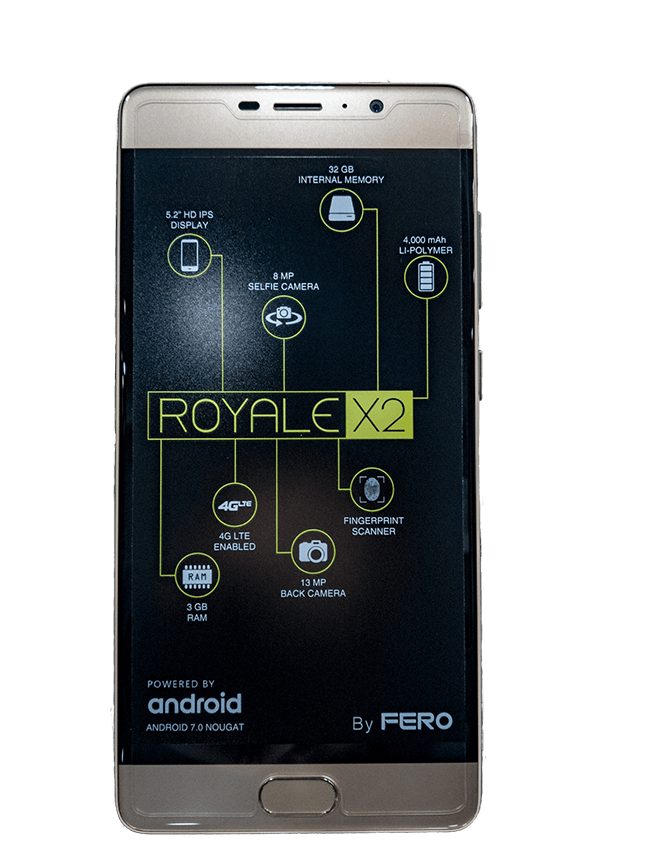 32 GB
INTERNAL MEMORY
5.2" HD IPS
DISPLAY
4,000 mAh
LI-POLYMER
8 MP
SELFIE CAMERA
ROYALE X2
4G LTE
4G LTE
ENABLED
FINGERPRINT
SCANNER
RAM
13 MP
BACK CAMERA
3 GB
RAM
POWERED BY
android
ANDROID 7.0 NOUGAT
By FERO